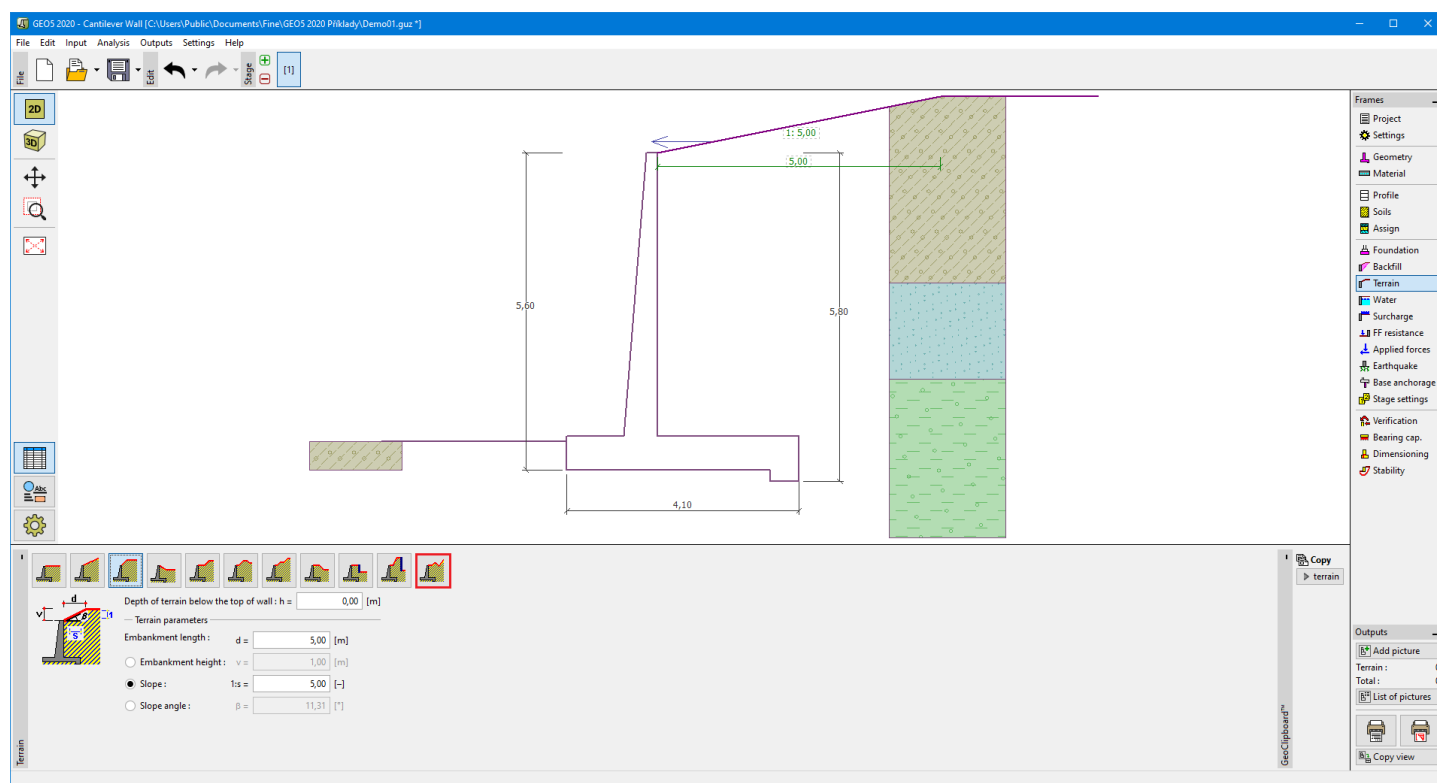 GEO5 2020 - Cantilever Wall [C:\Users\Public\Documents\Fine\GEO5 2020 Příklady\Demo01.guz *]
File Edit Input Analysis Outputs Settings Help
File
Edit
Stage
[1]
2D
3D
Abc
1: 5,00
5,00
5,60
5,80
4,10
Frames
Project
Settings
Geometry
Material
Profile
Soils
Assign
Foundation
Backfill
Terrain
Water
Surcharge
FF resistance
Applied forces
Earthquake
Base anchorage
Stage settings
Verification
Bearing cap.
Dimensioning
Stability
Terrain
d
v
β
1
S
Depth of terrain below the top of wall : h = 0,00 [m]
Terrain parameters
Embankment length : d = 5,00 [m]
Embankment height : v = 1,00 [m]
Slope : 1:s = 5,00 [–]
Slope angle : β = 11,31 [°]
GeoClipboard™
Copy
terrain
Outputs
Add picture
Terrain :
Total :
List of pictures
Copy view